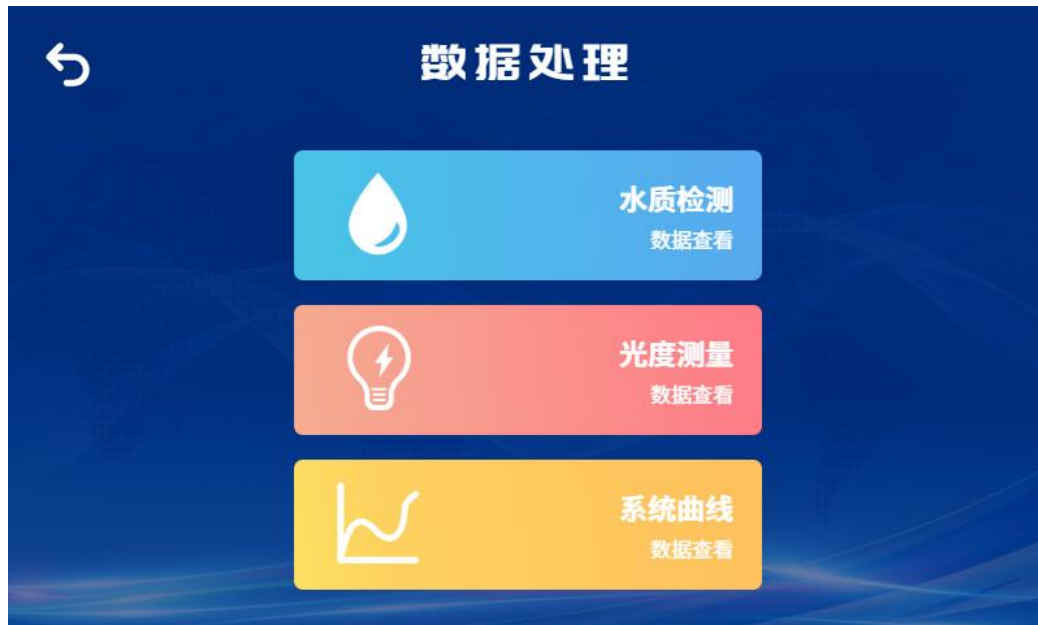 数据处理
水质检测
数据查看
光度测量
数据查看
系统曲线
数据查看